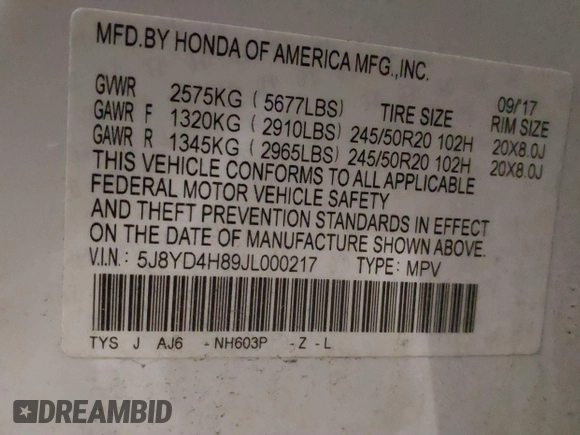 MFD.BY HONDA OF AMERICA MFG.,INC.
09/'17
GVWR 2575KG (5677LBS) TIRE SIZE RIM SIZE
GAWR F 1320KG (2910LBS) 245/50R20 102H 20X8.0J
GAWR R 1345KG (2965LBS) 245/50R20 102H 20X8.0J
THIS VEHICLE CONFORMS TO ALL APPLICABLE
FEDERAL MOTOR VEHICLE SAFETY
AND THEFT PREVENTION STANDARDS IN EFFECT
ON THE DATE OF MANUFACTURE SHOWN ABOVE.
V.I.N.: 5J8YD4H89JL000217 TYPE: MPV
TYS J AJ6 -NH603P -Z -L
DREAMBID